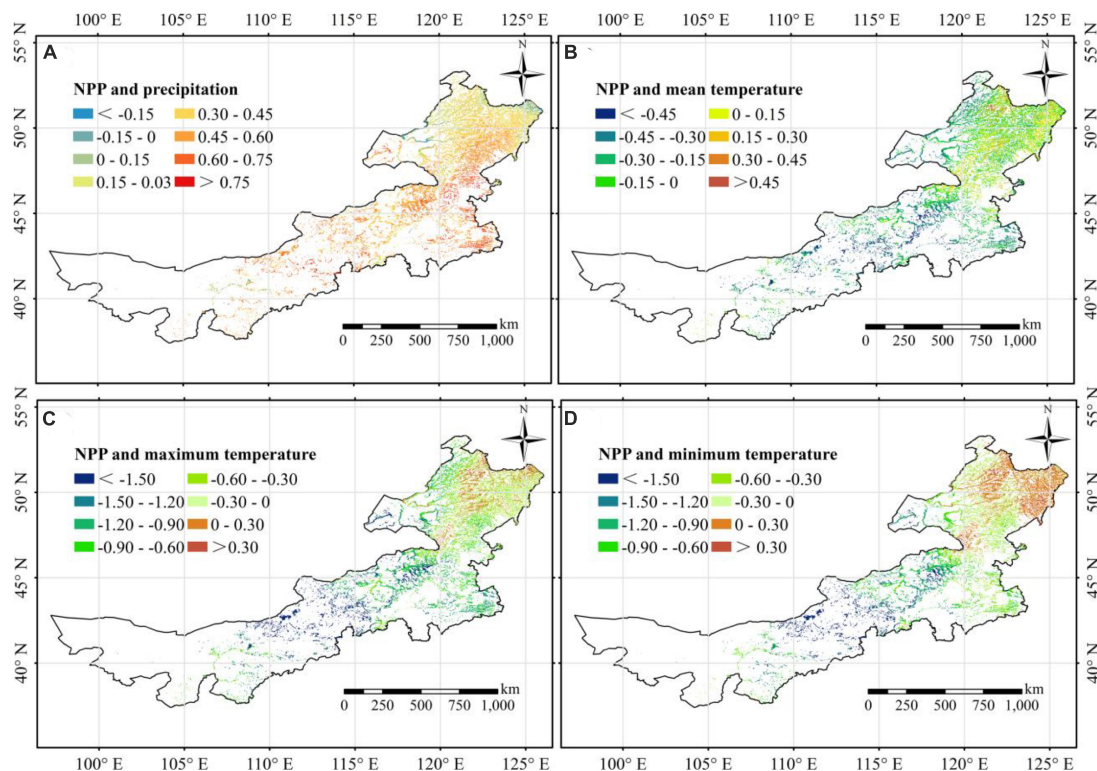 100° E 105° E 110° E 115° E 120° E 125° E 100° E 105° E 110° E 115° E 120° E 125° E
55° N
50° N
45° N
40° N
A
N
NPP and precipitation
< -0.15
-0.15 - 0
0 - 0.15
0.15 - 0.03
0.30 - 0.45
0.45 - 0.60
0.60 - 0.75
> 0.75
km
0 250 500 750 1,000
B
N
NPP and mean temperature
< -0.45
-0.45 - -0.30
-0.30 - -0.15
-0.15 - 0
0 - 0.15
0.15 - 0.30
0.30 - 0.45
>0.45
km
0 250 500 750 1,000
55° N
50° N
45° N
40° N
55° N
50° N
45° N
40° N
C
N
NPP and maximum temperature
< -1.50
-1.50 - -1.20
-1.20 - -0.90
-0.90 - -0.60
-0.60 - -0.30
-0.30 - 0
0 - 0.30
>0.30
km
0 250 500 750 1,000
D
N
NPP and minimum temperature
< -1.50
-1.50 - -1.20
-1.20 - -0.90
-0.90 - -0.60
-0.60 - -0.30
-0.30 - 0
0 - 0.30
> 0.30
km
0 250 500 750 1,000
55° N
50° N
45° N
40° N
100° E 105° E 110° E 115° E 120° E 125° E 100° E 105° E 110° E 115° E 120° E 125° E